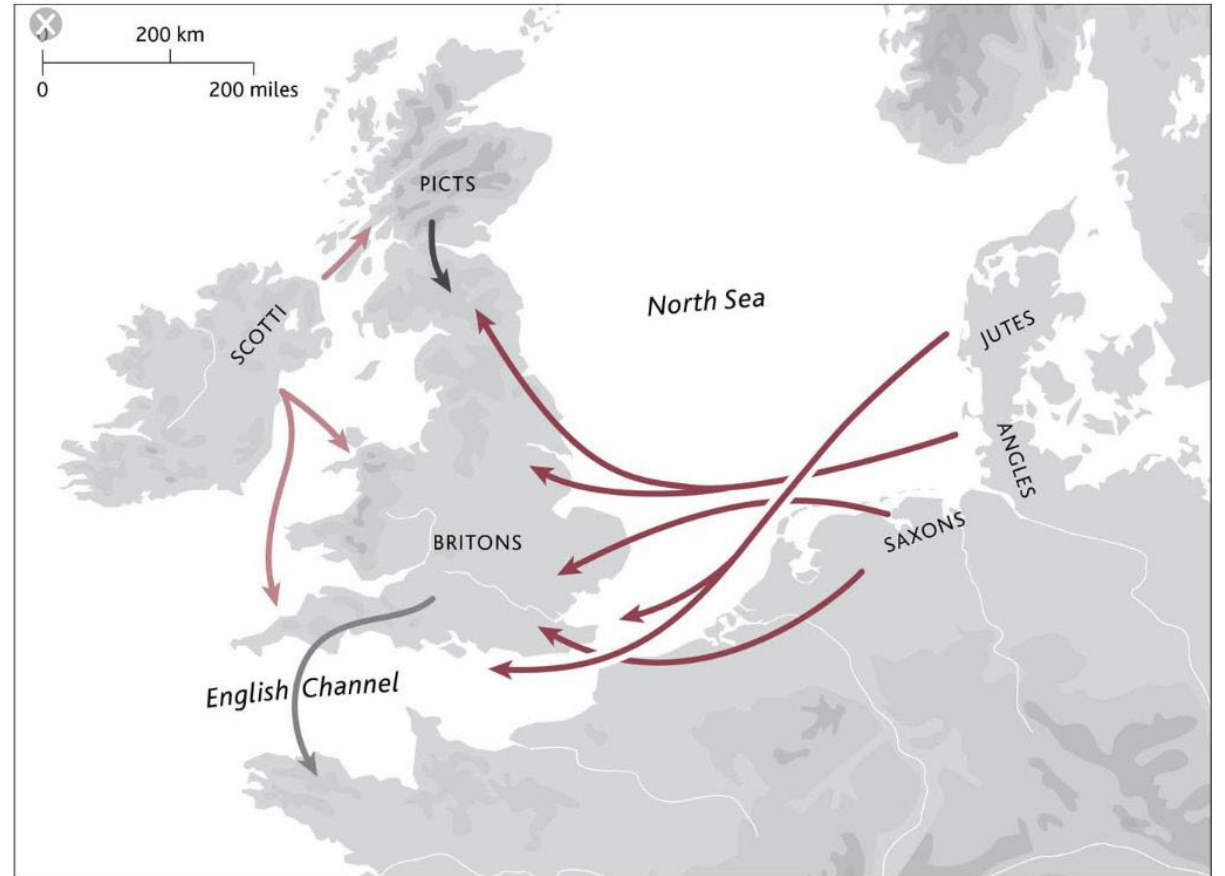 X
200 km
0
200 miles
PICTS
North Sea
SCOTTI
JUTES
ANGLES
SAXONS
BRITONS
English Channel